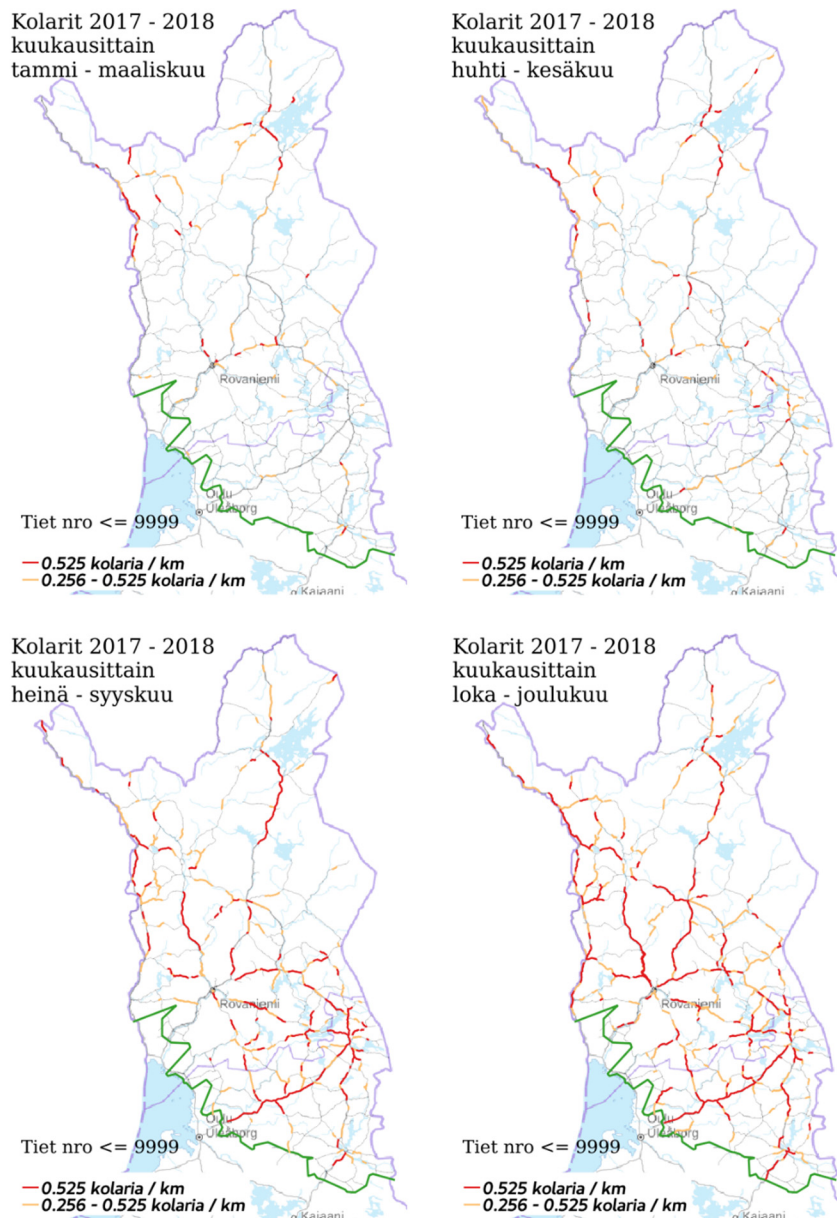 Kolarit 2017 - 2018
kuukausittain
tammi - maaliskuu
Rovaniemi
Oulu
Uleåborg
Tiet nro <= 9999
0.525 kolaria / km
0.256 - 0.525 kolaria / km
Kajaani
Kolarit 2017 - 2018
kuukausittain
huhti - kesäkuu
Rovaniemi
Oulu
Uleåborg
Tiet nro <= 9999
0.525 kolaria / km
0.256 - 0.525 kolaria / km
Kajaani
Kolarit 2017 - 2018
kuukausittain
heinä - syyskuu
Rovaniemi
Oulu
Uleåborg
Tiet nro <= 9999
0.525 kolaria / km
0.256 - 0.525 kolaria / km
Kajaani
Kolarit 2017 - 2018
kuukausittain
loka - joulukuu
Rovaniemi
Oulu
Uleåborg
Tiet nro <= 9999
0.525 kolaria / km
0.256 - 0.525 kolaria / km
Kajaani